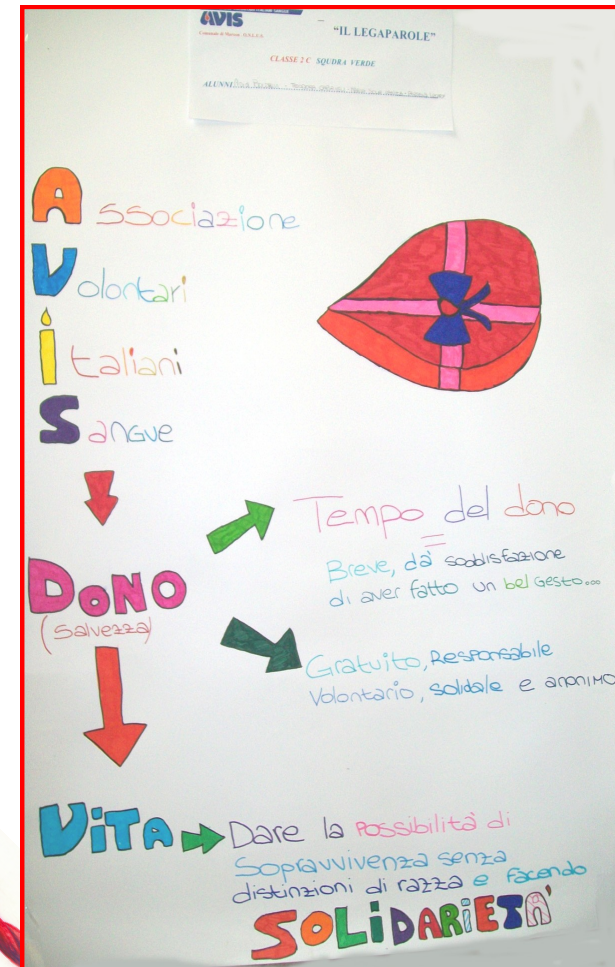 AVIS
"IL LEGAPAROLE"
CLASSE 2 C SQUDRA VERDE
ALUNNI
Associazione
Volontari
italiani
Sangue
DONO
(Salvezza)
Tempo del dono
=
Breve, dà soddisfazione
di aver fatto un bel Gesto...
Gratuito, Responsabile
Volontario, solidale e anonimo
ViTA Dare la possibilità di
Sopravvivenza senza
distinzioni di razza e facendo
SOLiDARiETÀ